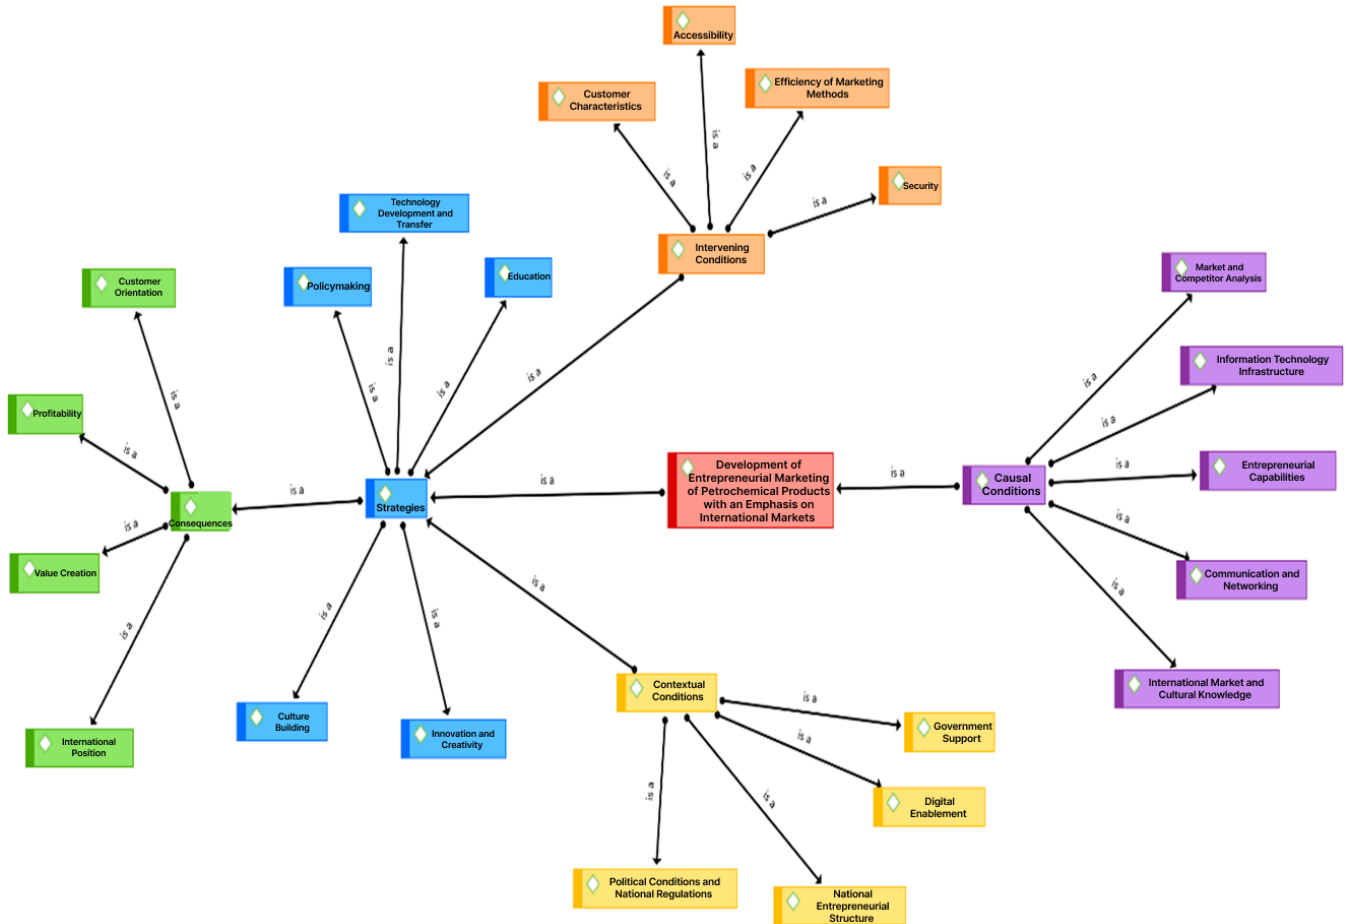 Accessibility
Customer
Characteristics
Efficiency of Marketing
Methods
is a
is a
is a
Security
is a
Intervening
Conditions
Technology
Development and
Transfer
Policymaking
Education
is a
is a
is a
is a
Customer
Orientation
Profitability
is a
is a
Consequences
is a
Value Creation
is a
International
Position
is a
Strategies
is a
Culture
Building
is a
Innovation and
Creativity
is a
Development of
Entrepreneurial Marketing
of Petrochemical Products
with an Emphasis on
International Markets
is a
Causal
Conditions
Market and
Competitor Analysis
is a
Information Technology
Infrastructure
is a
Entrepreneurial
Capabilities
is a
Communication and
Networking
is a
International Market and
Cultural Knowledge
is a
is a
Contextual
Conditions
is a
Government
Support
is a
Digital
Enablement
is a
Political Conditions and
National Regulations
is a
National
Entrepreneurial
Structure